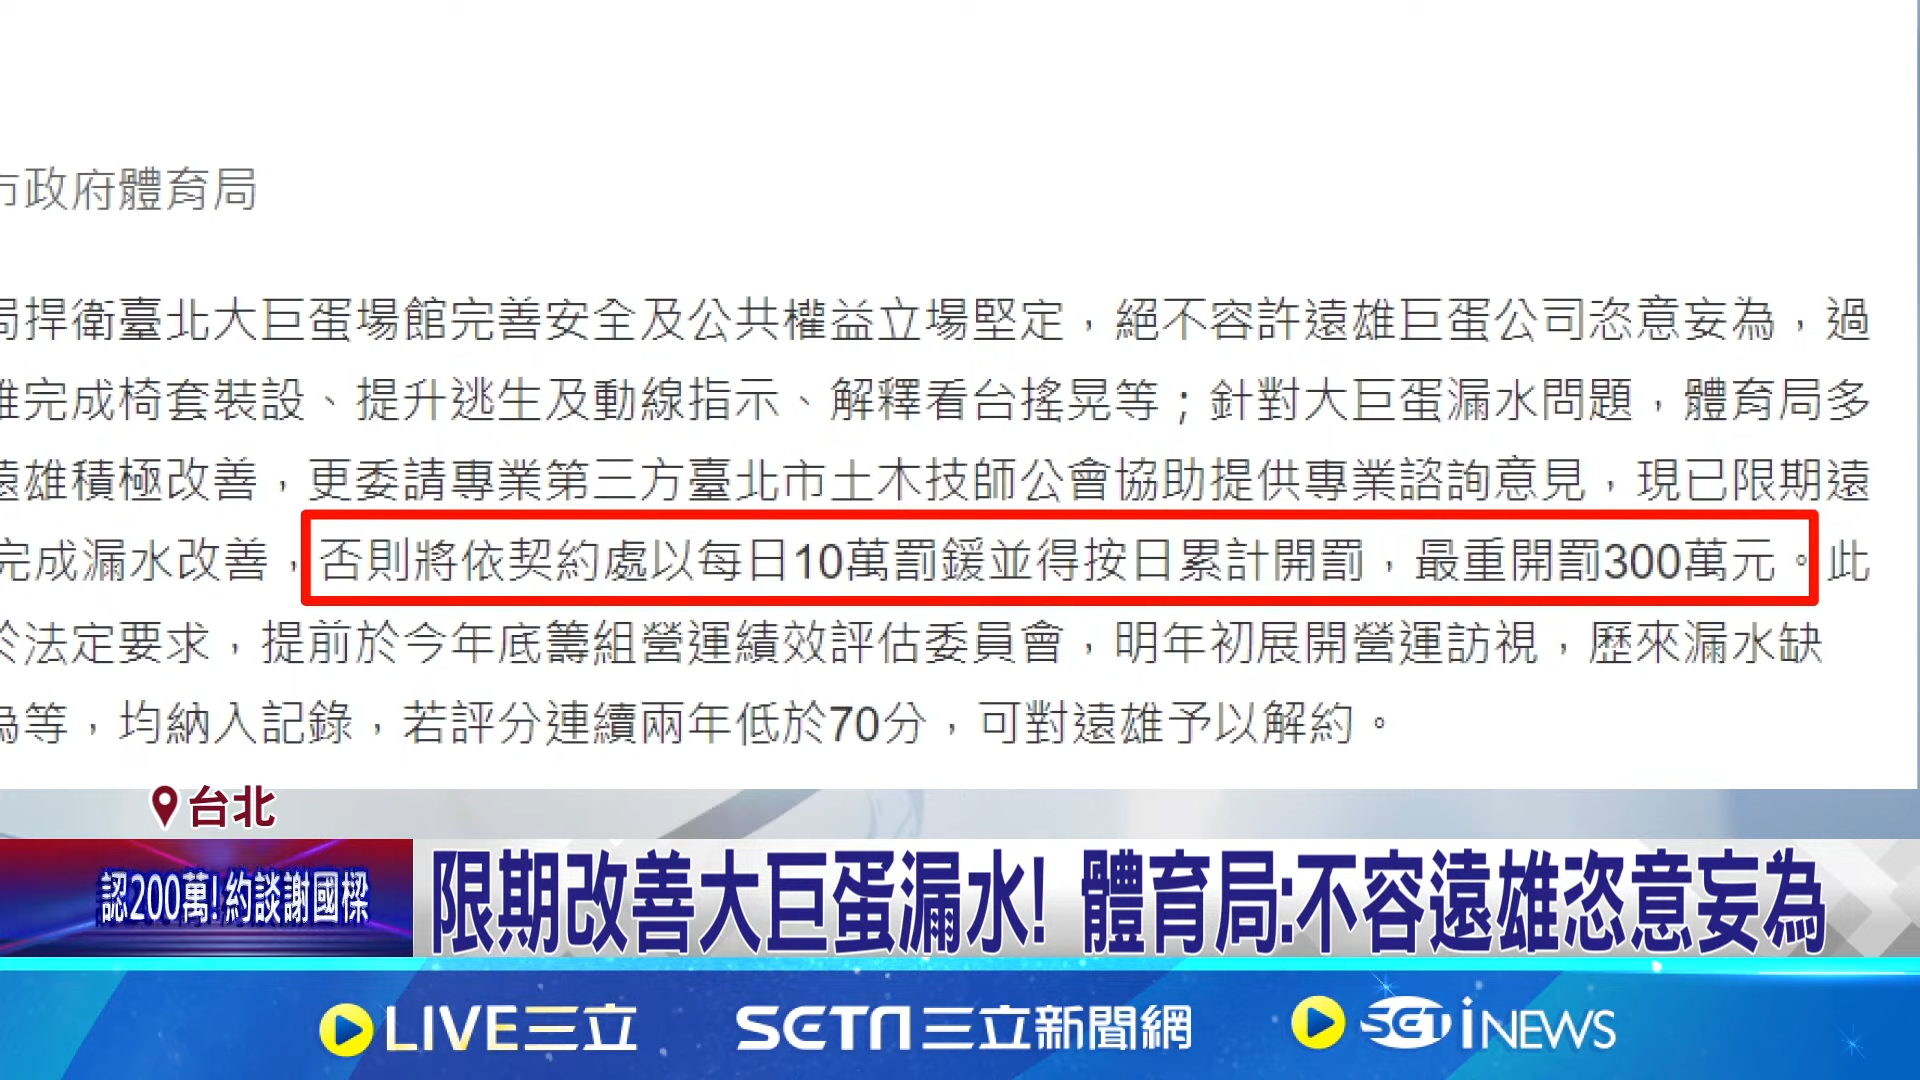 市政府體育局
局捍衛臺北大巨蛋場館完善安全及公共權益立場堅定，絕不容許遠雄巨蛋公司恣意妄為，過
雖完成椅套裝設、提升逃生及動線指示、解釋看台搖晃等；針對大巨蛋漏水問題，體育局多
遠雄積極改善，更委請專業第三方臺北市土木技師公會協助提供專業諮詢意見，現已限期遠
完成漏水改善，否則將依契約處以每日10萬罰鍰並得按日累計開罰，最重開罰300萬元。此
於法定要求，提前於今年底籌組營運績效評估委員會，明年初展開營運訪視，歷來漏水缺
為等，均納入記錄，若評分連續兩年低於70分，可對遠雄予以解約。
台北
認200萬!約談謝國樑
限期改善大巨蛋漏水! 體育局:不容遠雄恣意妄為
LIVE三立 SETN三立新聞網 SETiNEWS